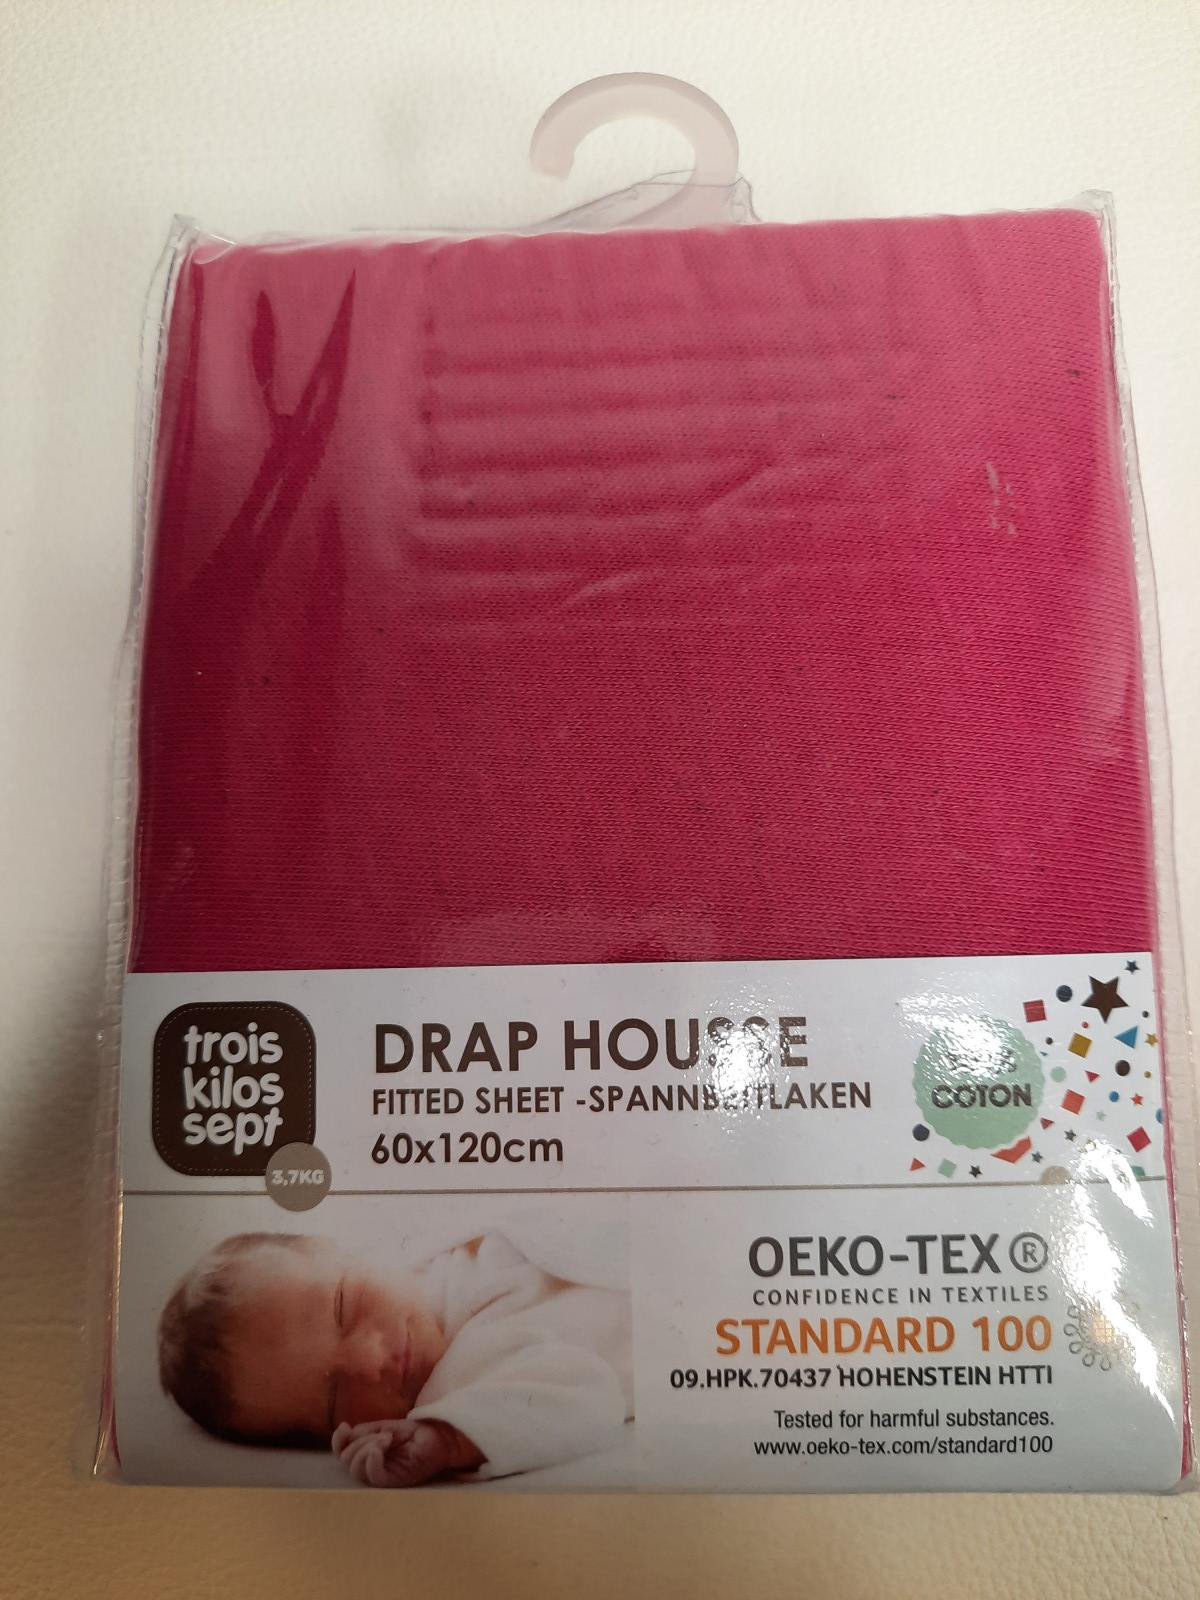 trois
kilos
sept
3,7KG
DRAP HOUSSE
FITTED SHEET -SPANNBETTLAKEN
60x120cm
COTON
OEKO-TEX®
CONFIDENCE IN TEXTILES
STANDARD 100
09.HPK.70437 HOHENSTEIN HTTI
Tested for harmful substances.
www.oeko-tex.com/standard100